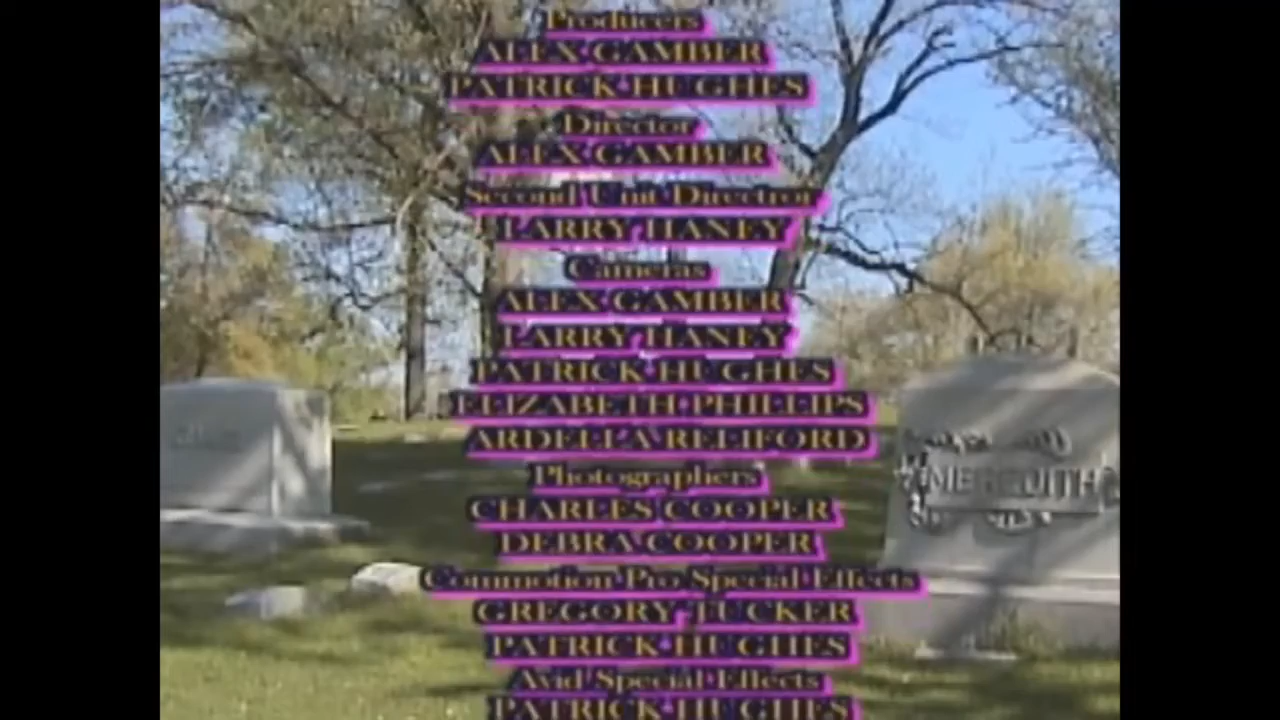 Producers
ALEX GAMBER
PATRICK HUGHES
Director
ALEX GAMBER
Second Unit Directror
LARRY HANEY
Cameras
ALEX GAMBER
LARRY HANEY
PATRICK HUGHES
ELIZABETH PHILLIPS
ARDELLA RELIFORD
Photographers
CHARLES COOPER
DEBRA COOPER
Commotion Pro Special Effects
GREGORY TUCKER
PATRICK HUGHES
Avid Special Effects
PATRICK HUGHES
MEREDITH